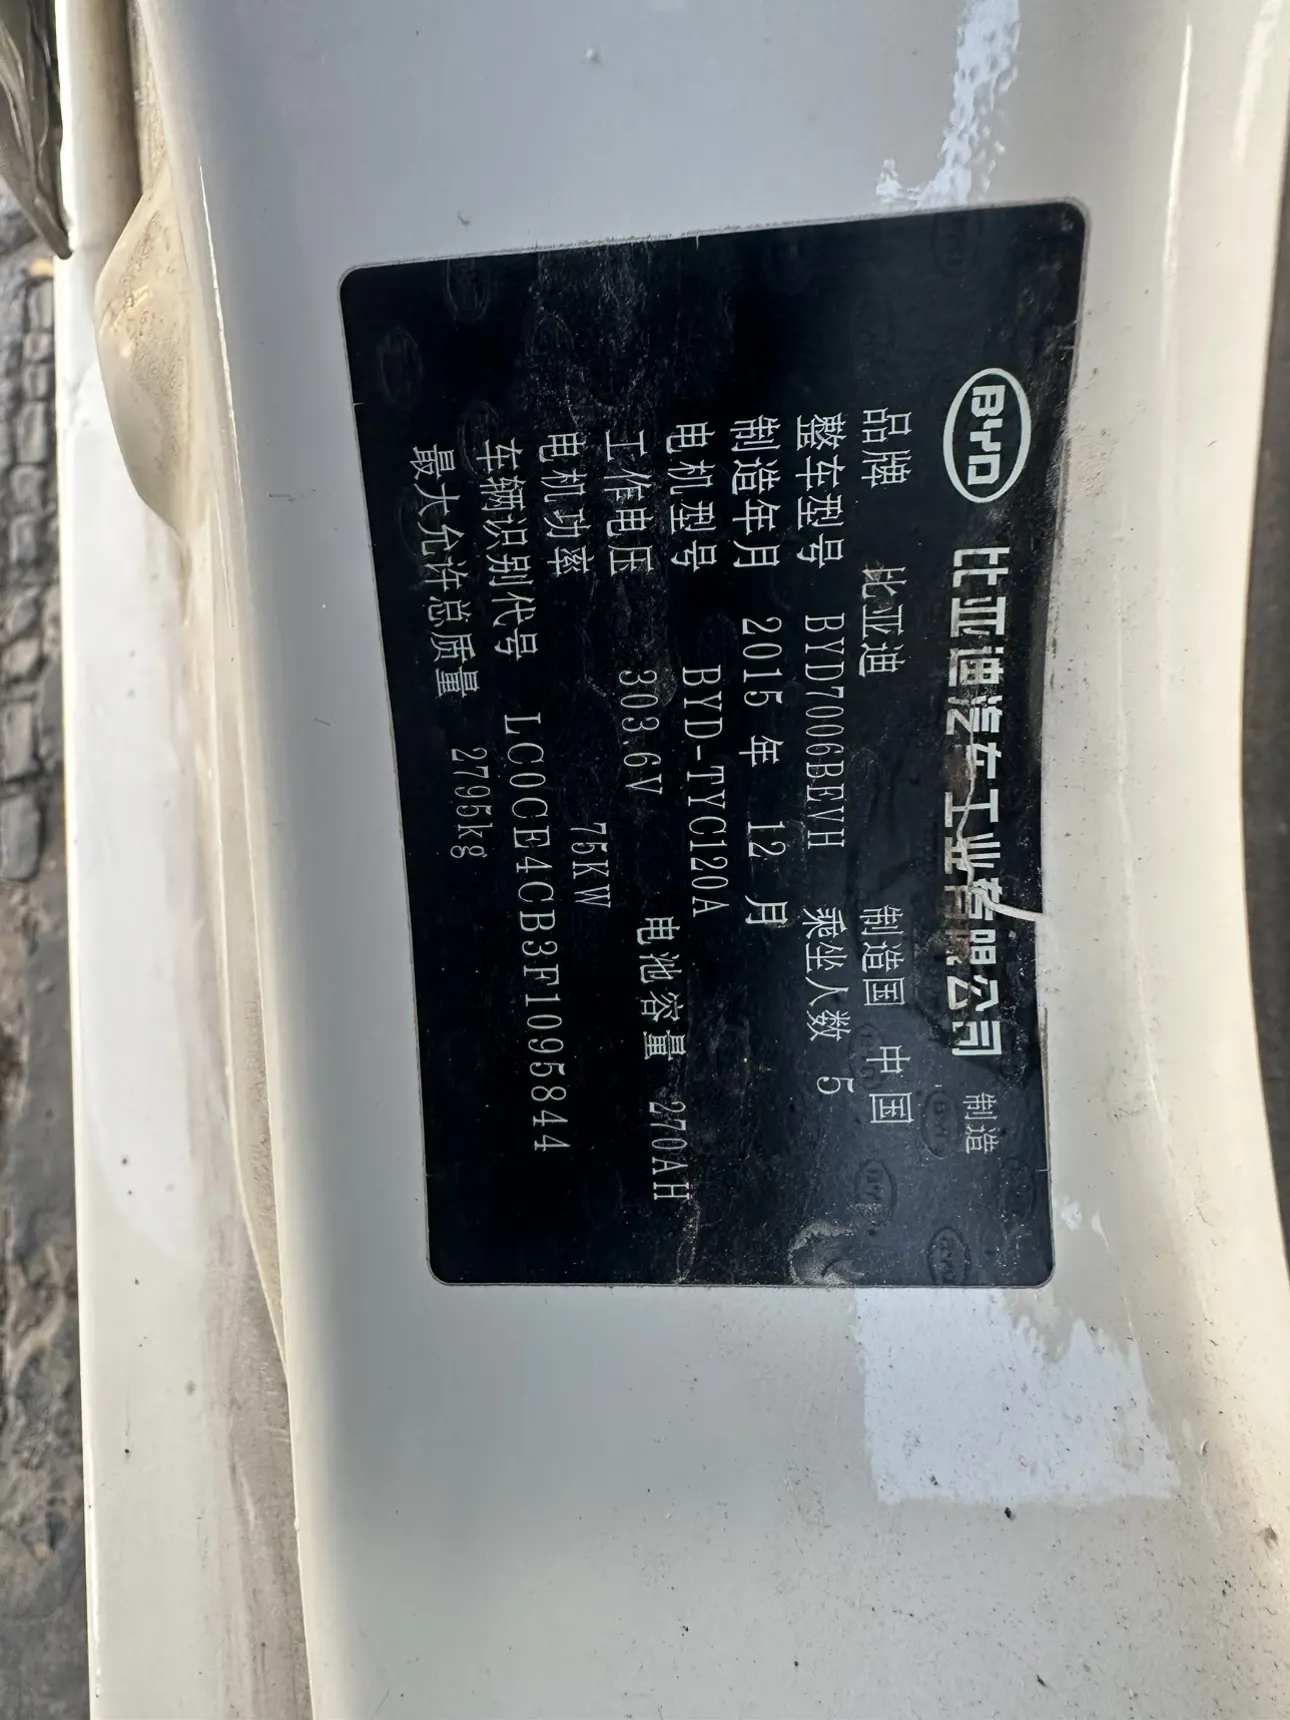 BYD 比亚迪汽车工业有限公司 制造
品牌 比亚迪 制造国 中国
整车型号 BYD7006BEVH 乘坐人数 5
制造年月 2015 年 12 月
电机型号 BYD-TYC120A
工作电压 303.6V 电池容量 270AH
电机功率 75KW
车辆识别代号 LC0CE4CB3F1095844
最大允许总质量 2795kg